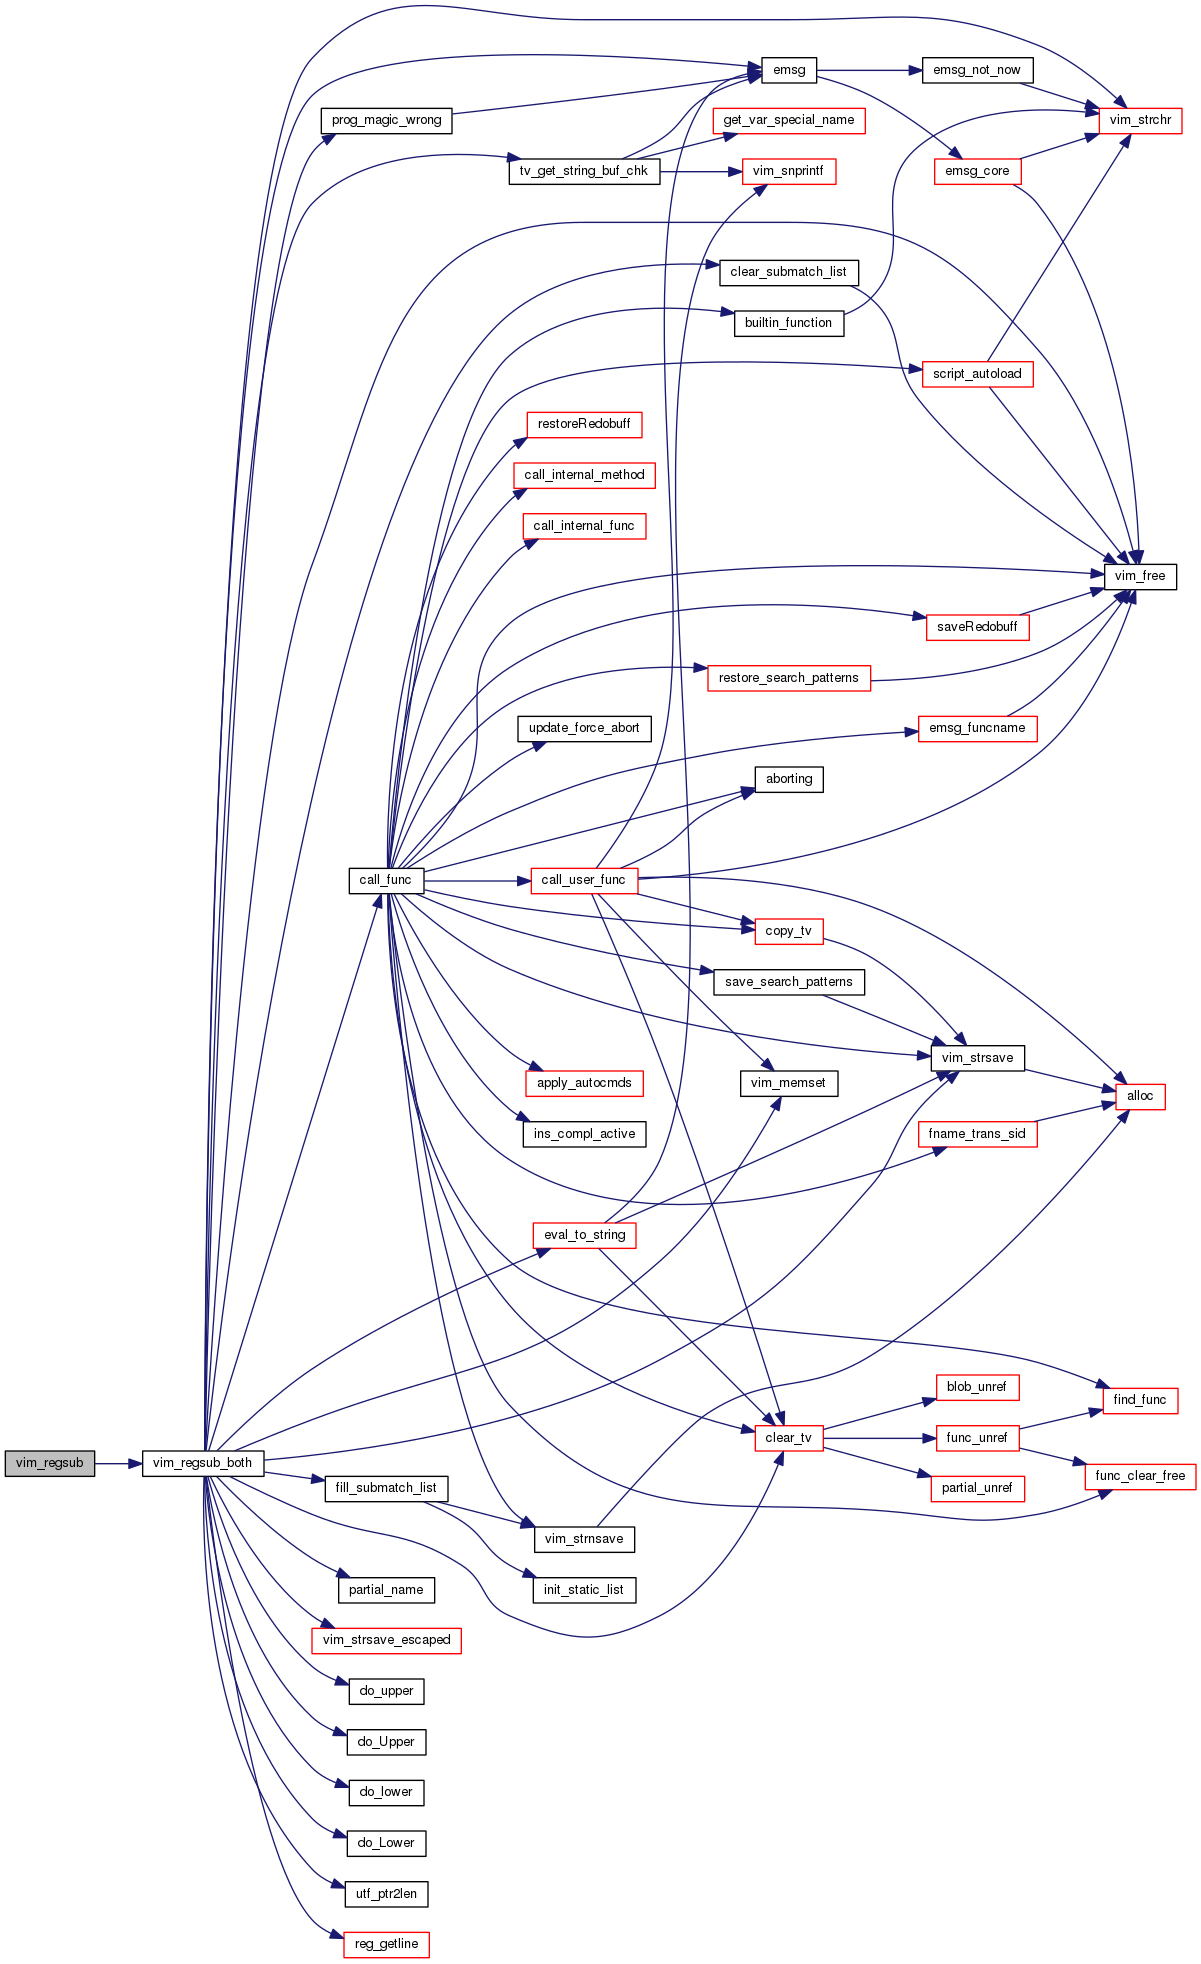 emsg
emsg_not_now
prog_magic_wrong
get_var_special_name
vim_strchr
tv_get_string_buf_chk
vim_snprintf
emsg_core
clear_submatch_list
builtin_function
script_autoload
restoreRedobuff
call_internal_method
call_internal_func
vim_free
saveRedobuff
restore_search_patterns
update_force_abort
emsg_funcname
aborting
call_func
call_user_func
copy_tv
save_search_patterns
vim_strsave
apply_autocmds
vim_memset
alloc
ins_compl_active
fname_trans_sid
eval_to_string
blob_unref
find_func
clear_tv
func_unref
vim_regsub
vim_regsub_both
func_clear_free
fill_submatch_list
partial_unref
vim_strnsave
partial_name
init_static_list
vim_strsave_escaped
do_upper
do_Upper
do_lower
do_Lower
utf_ptr2len
reg_getline